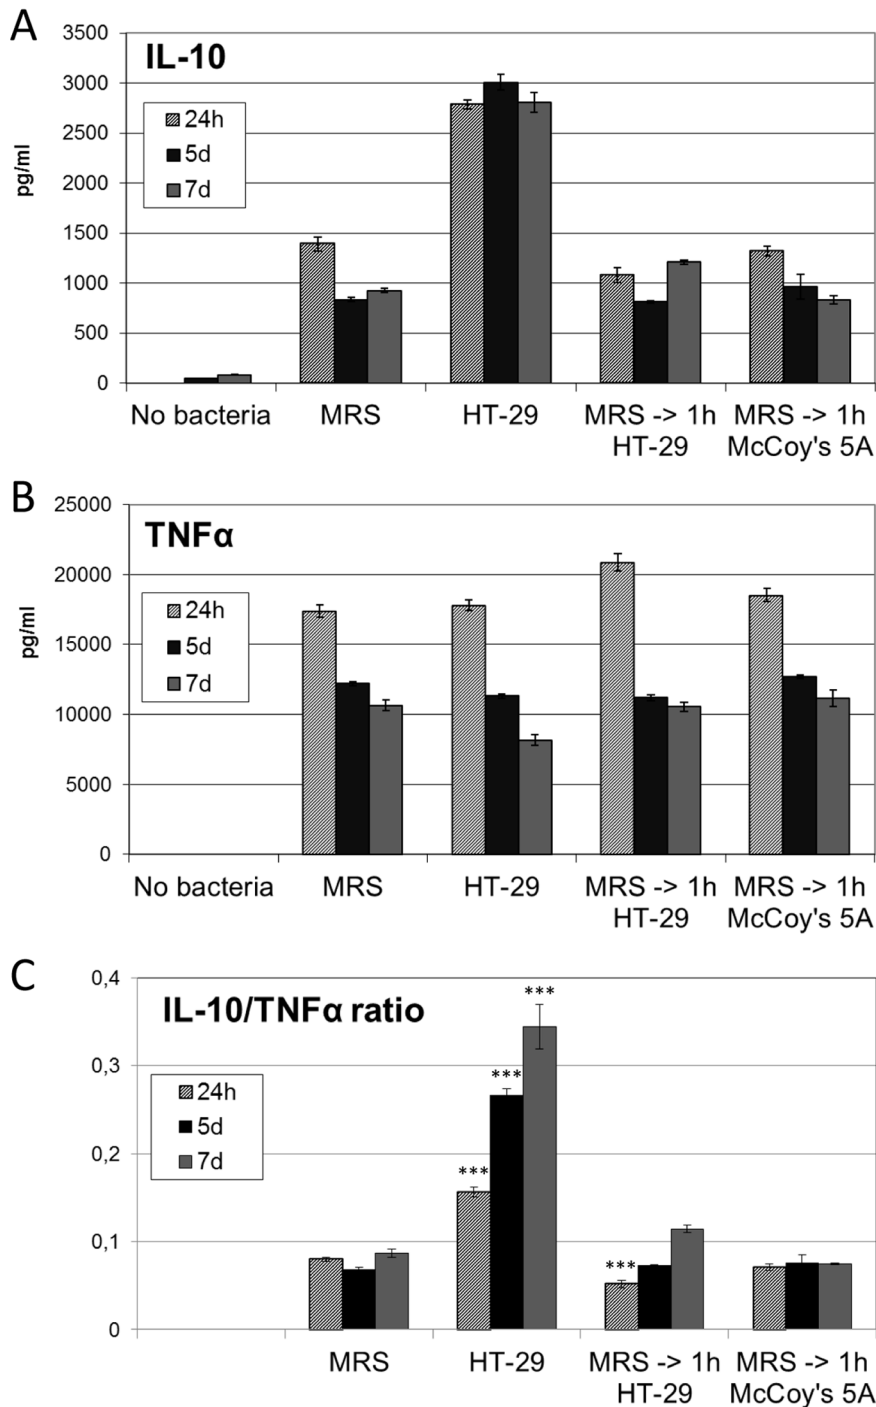 A
IL-10
3500
3000
2500
2000
1500
1000
500
0
pg/ml
24h
5d
7d
No bacteria
MRS
HT-29
MRS -> 1h
HT-29
MRS -> 1h
McCoy's 5A
B
TNFα
25000
20000
15000
10000
5000
0
pg/ml
24h
5d
7d
No bacteria
MRS
HT-29
MRS -> 1h
HT-29
MRS -> 1h
McCoy's 5A
C
IL-10/TNFα ratio
0,4
0,3
0,2
0,1
0
24h
5d
7d
***
***
***
***
MRS
HT-29
MRS -> 1h
HT-29
MRS -> 1h
McCoy's 5A